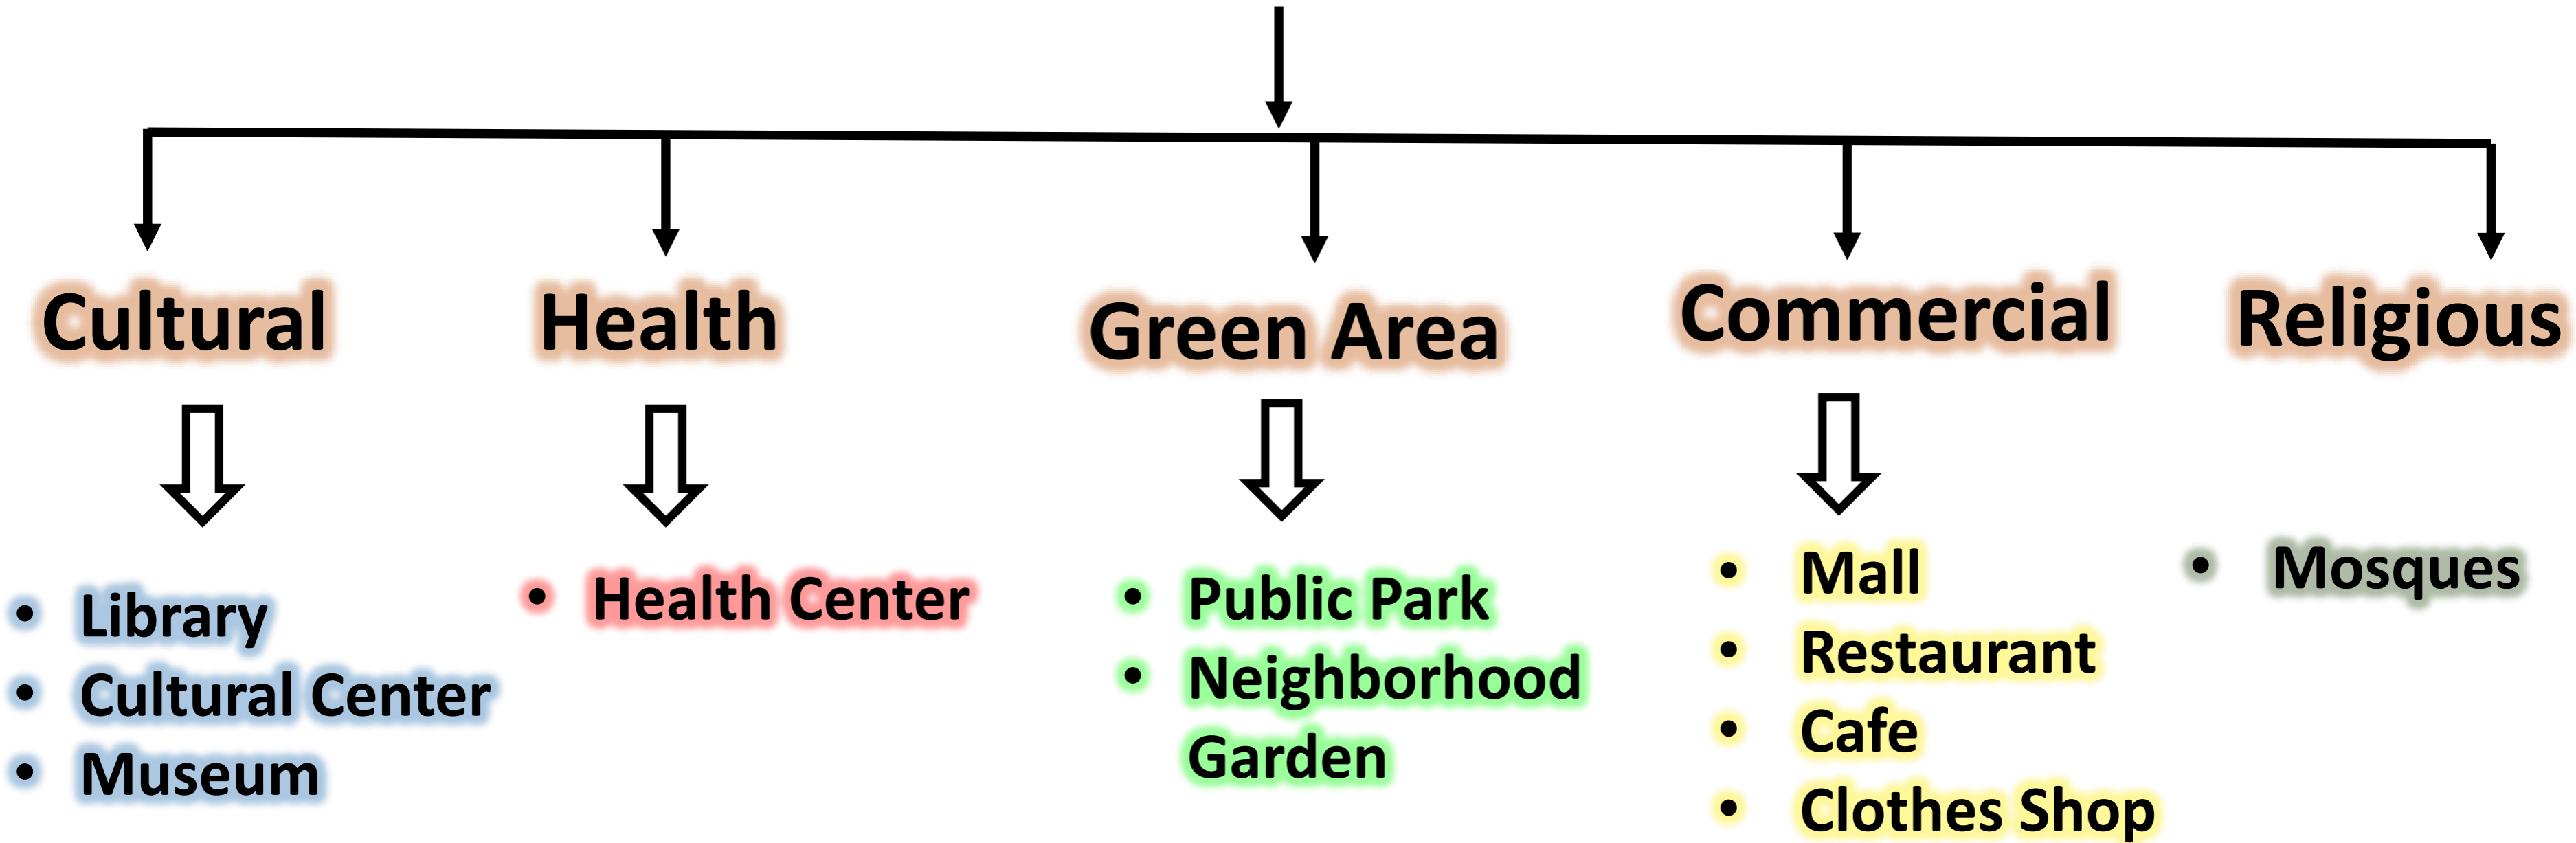 Cultural
Health
Green Area
Commercial
Religious
• Library
• Cultural Center
• Museum
• Health Center
• Public Park
• Neighborhood
Garden
• Mall
• Restaurant
• Cafe
• Clothes Shop
• Mosques